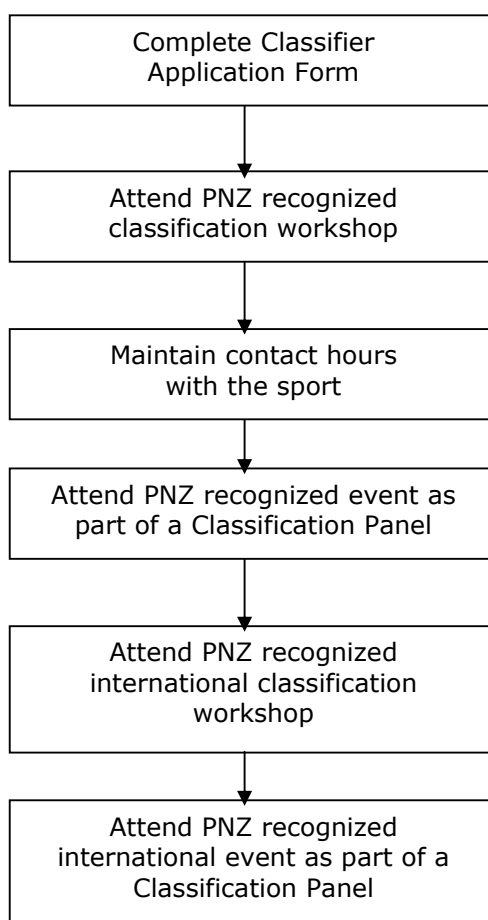 Complete Classifier
Application Form
Attend PNZ recognized
classification workshop
Maintain contact hours
with the sport
Attend PNZ recognized event as
part of a Classification Panel
Attend PNZ recognized
international classification
workshop
Attend PNZ recognized
international event as part of a
Classification Panel